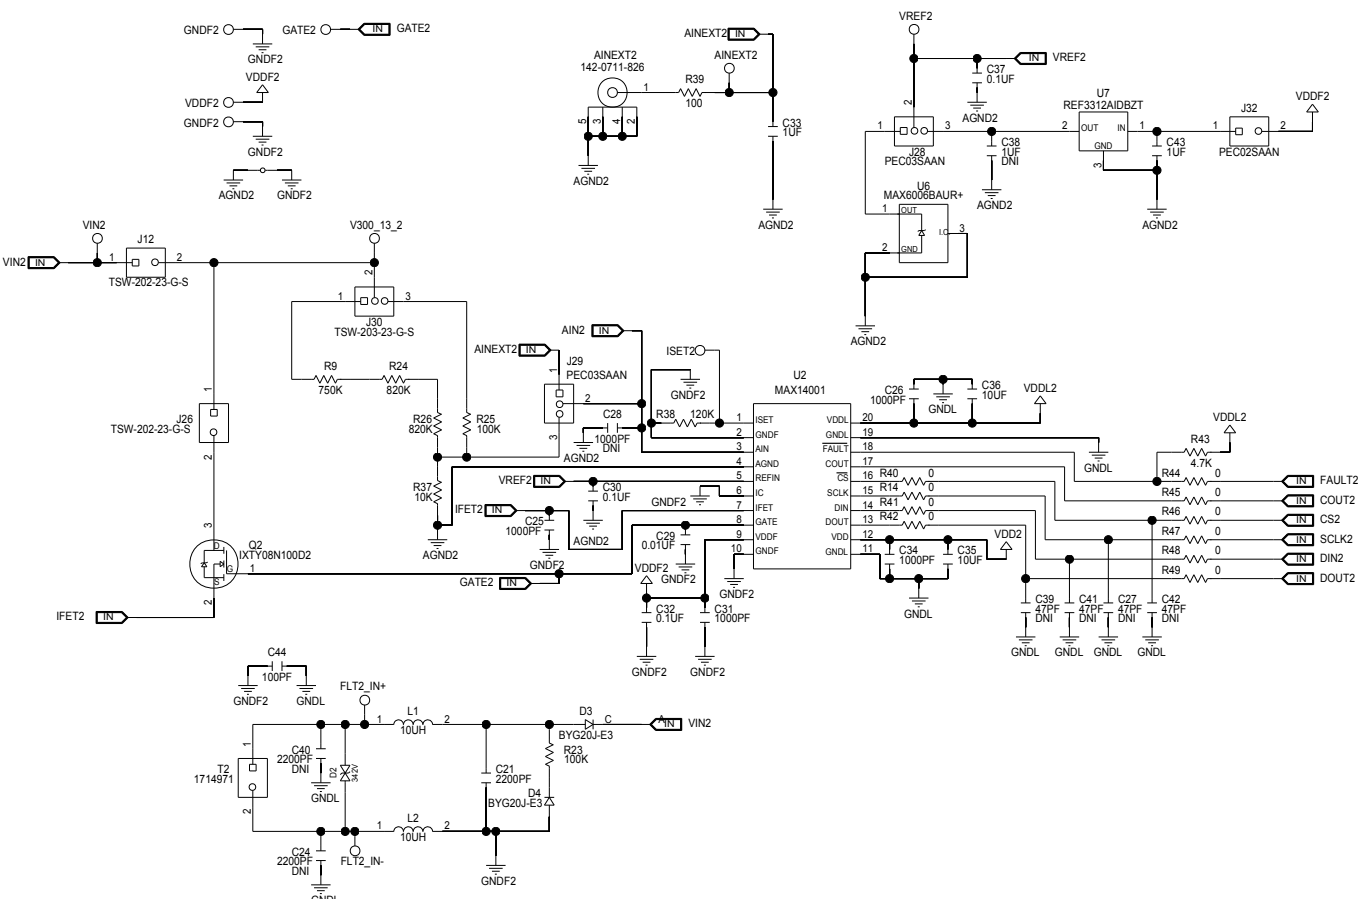 GNDF2
GNDF2
GATE2
IN
GATE2
VDDF2
VDDF2
GNDF2
GNDF2
AGND2
GNDF2
AINEXT2
142-0711-826
1
5
3
4
2
AGND2
R39
100
AINEXT2
IN
AINEXT2
C33
1UF
AGND2
VREF2
IN
VREF2
C37
0.1UF
AGND2
2
1
3
J28
PEC03SAAN
C38
1UF
DNI
AGND2
U7
REF3312AIDBZT
2
OUT
IN
1
GND
3
C43
1UF
AGND2
J32
1
2
PEC02SAAN
VDDF2
U6
MAX6006BAUR+
1
OUT
I.C
3
2
GND
AGND2
VIN2
VIN2
IN
J12
1
2
TSW-202-23-G-S
V300_13_2
2
1
3
J30
TSW-203-23-G-S
R9
750K
R24
820K
R26
820K
R25
100K
R37
10K
AGND2
1
J26
TSW-202-23-G-S
2
3
D
G
S
Q2
IXTY08N100D2
1
2
IFET2
IN
AIN2
IN
AINEXT2
IN
J29
PEC03SAAN
1
2
3
C28
1000PF
DNI
AGND2
ISET2
GNDF2
R38
120K
VREF2
IN
C30
0.1UF
AGND2
GNDF2
IFET2
IN
C25
1000PF
GNDF2
GATE2
IN
C29
0.01UF
GNDF2
VDDF2
C32
0.1UF
GNDF2
C31
1000PF
GNDF2
GNDF2
U2
MAX14001
1
ISET
VDDL
20
2
GNDF
GNDL
19
3
AIN
FAULT
18
4
AGND
COUT
17
5
REFIN
CS
16
6
IC
SCLK
15
7
IFET
DIN
14
8
GATE
DOUT
13
9
VDDF
VDD
12
10
GNDF
GNDL
11
C26
1000PF
GNDL
C36
10UF
VDDL2
GNDL
VDDL2
R43
4.7K
R40
0
R14
0
R41
0
R42
0
R44
0
IN
FAULT2
R45
0
IN
COUT2
R46
0
IN
CS2
R47
0
IN
SCLK2
R48
0
IN
DIN2
R49
0
IN
DOUT2
C34
1000PF
C35
10UF
VDD2
GNDL
C39
47PF
DNI
GNDL
C41
47PF
DNI
GNDL
C27
47PF
DNI
GNDL
C42
47PF
DNI
GNDL
C44
100PF
GNDF2
GNDL
FLT2_IN+
T2
1714971
1
2
C40
2200PF
DNI
GNDL
D2
342V
L1
1
2
10UH
L2
1
2
10UH
C24
2200PF
DNI
GNDL
FLT2_IN-
C21
2200PF
R23
100K
D4
BYG20J-E3
D3
C
BYG20J-E3
A
IN
VIN2
GNDF2